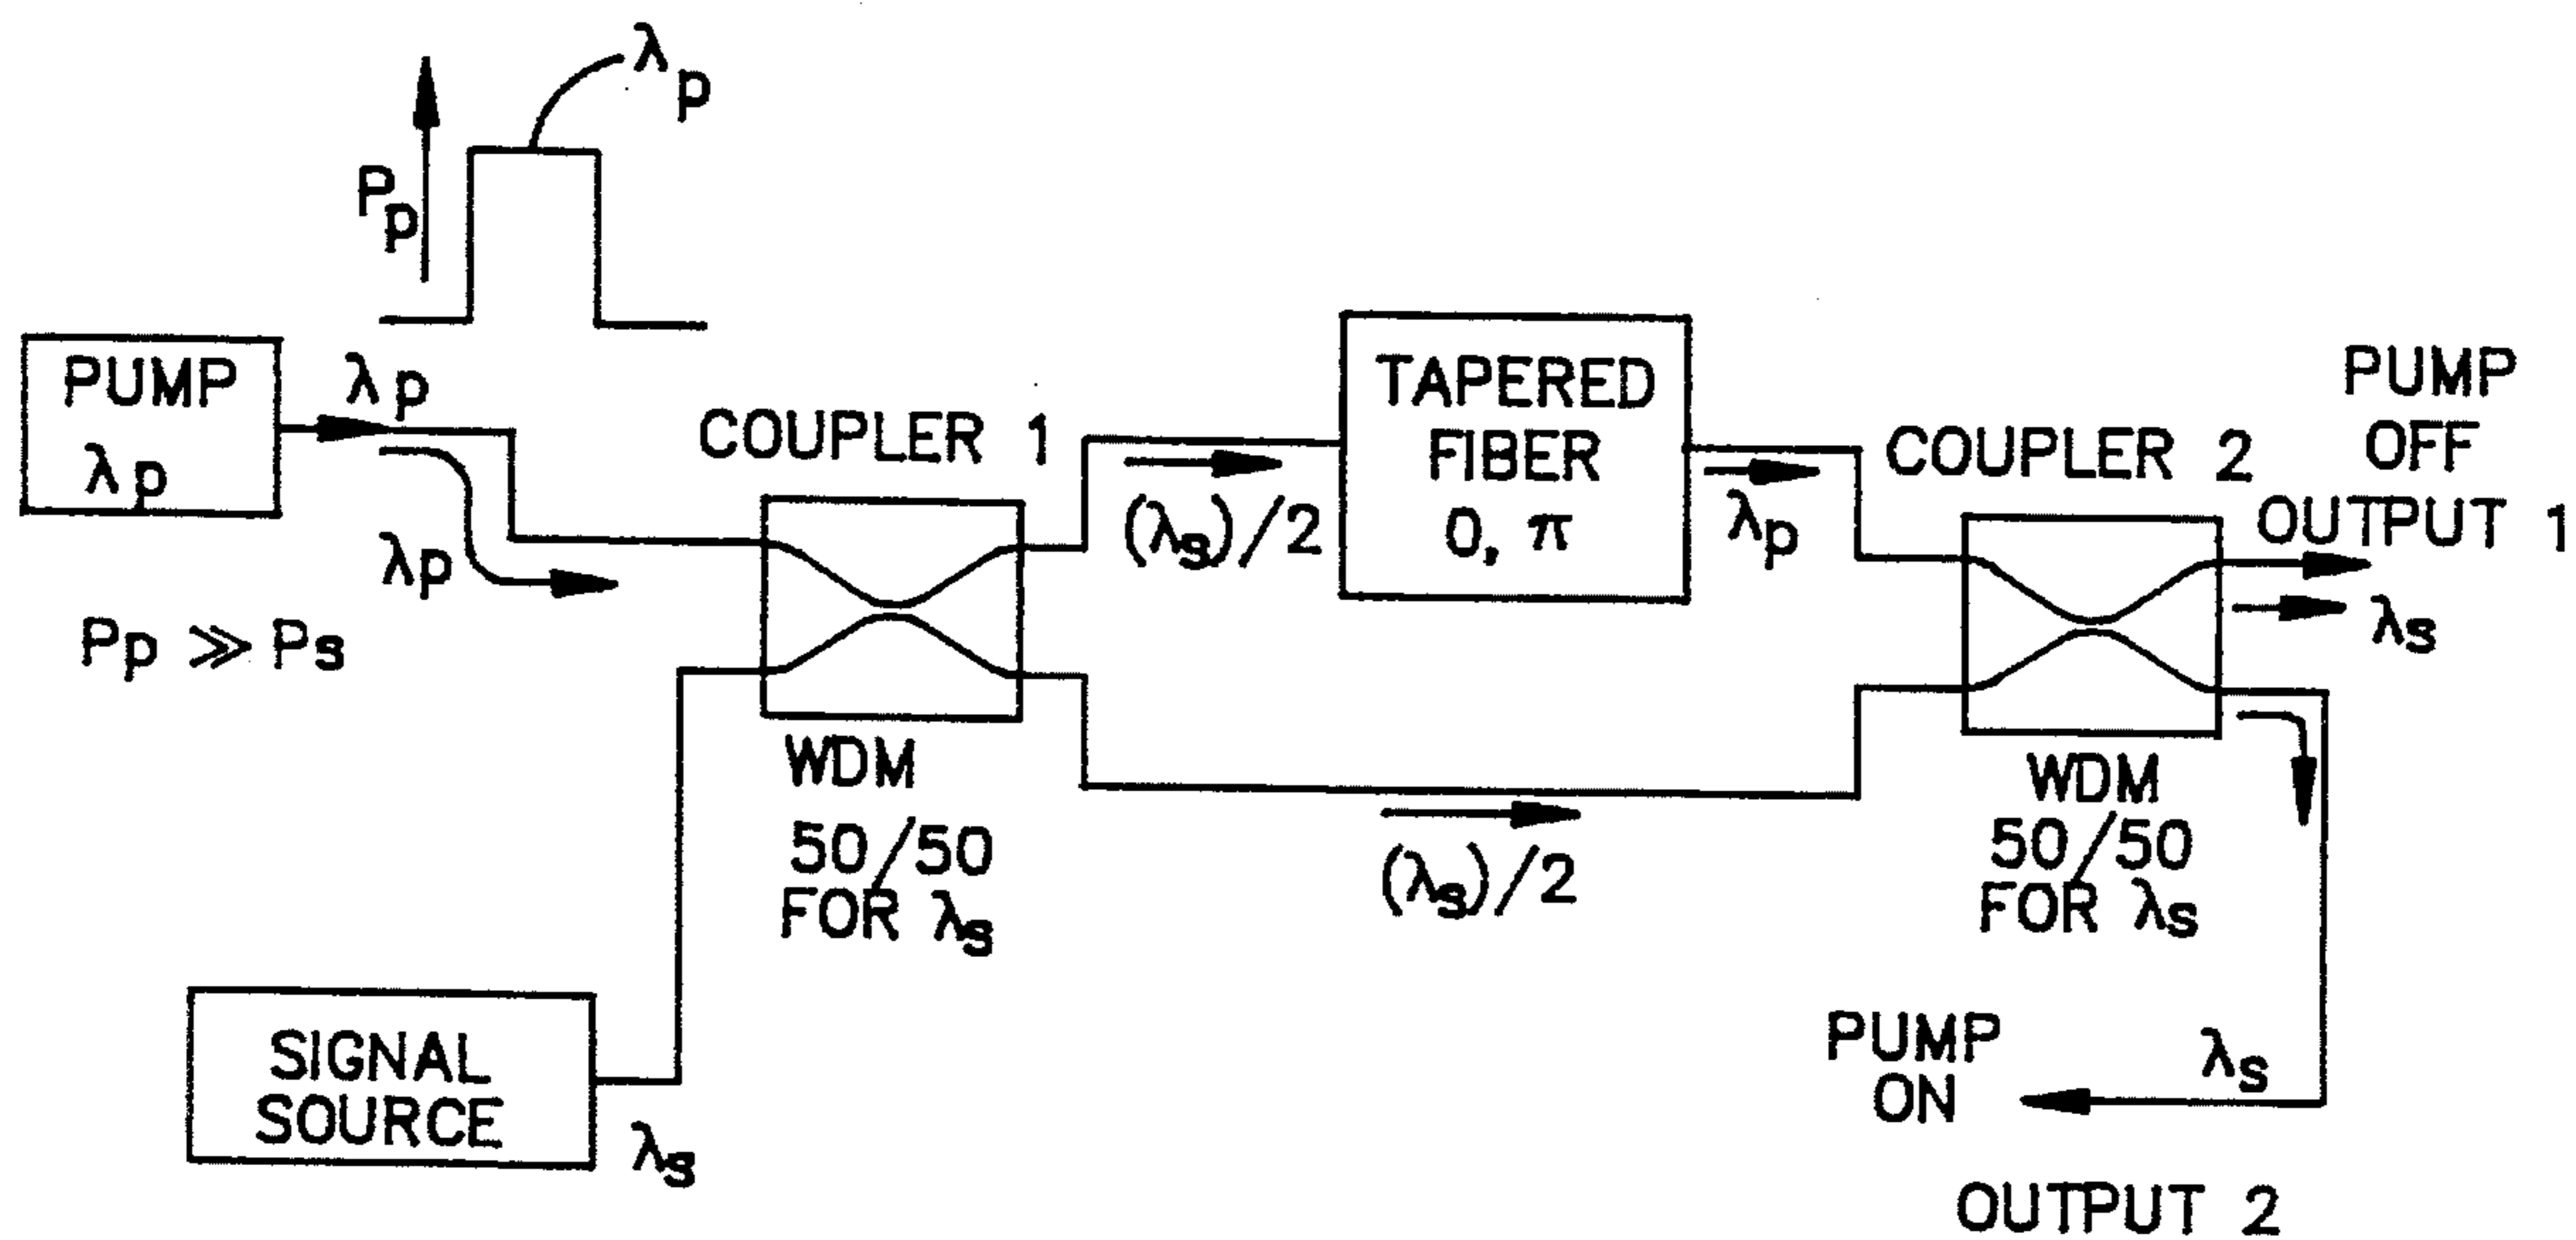 λp
Pp
PUMP
λp
λp
λp
Pp ≫ Ps
COUPLER 1
WDM
50/50
FOR λs
SIGNAL
SOURCE
λs
(λs)/2
TAPERED
FIBER
0, π
λp
(λs)/2
COUPLER 2
WDM
50/50
FOR λs
PUMP
OFF
OUTPUT 1
λs
PUMP
ON
λs
OUTPUT 2